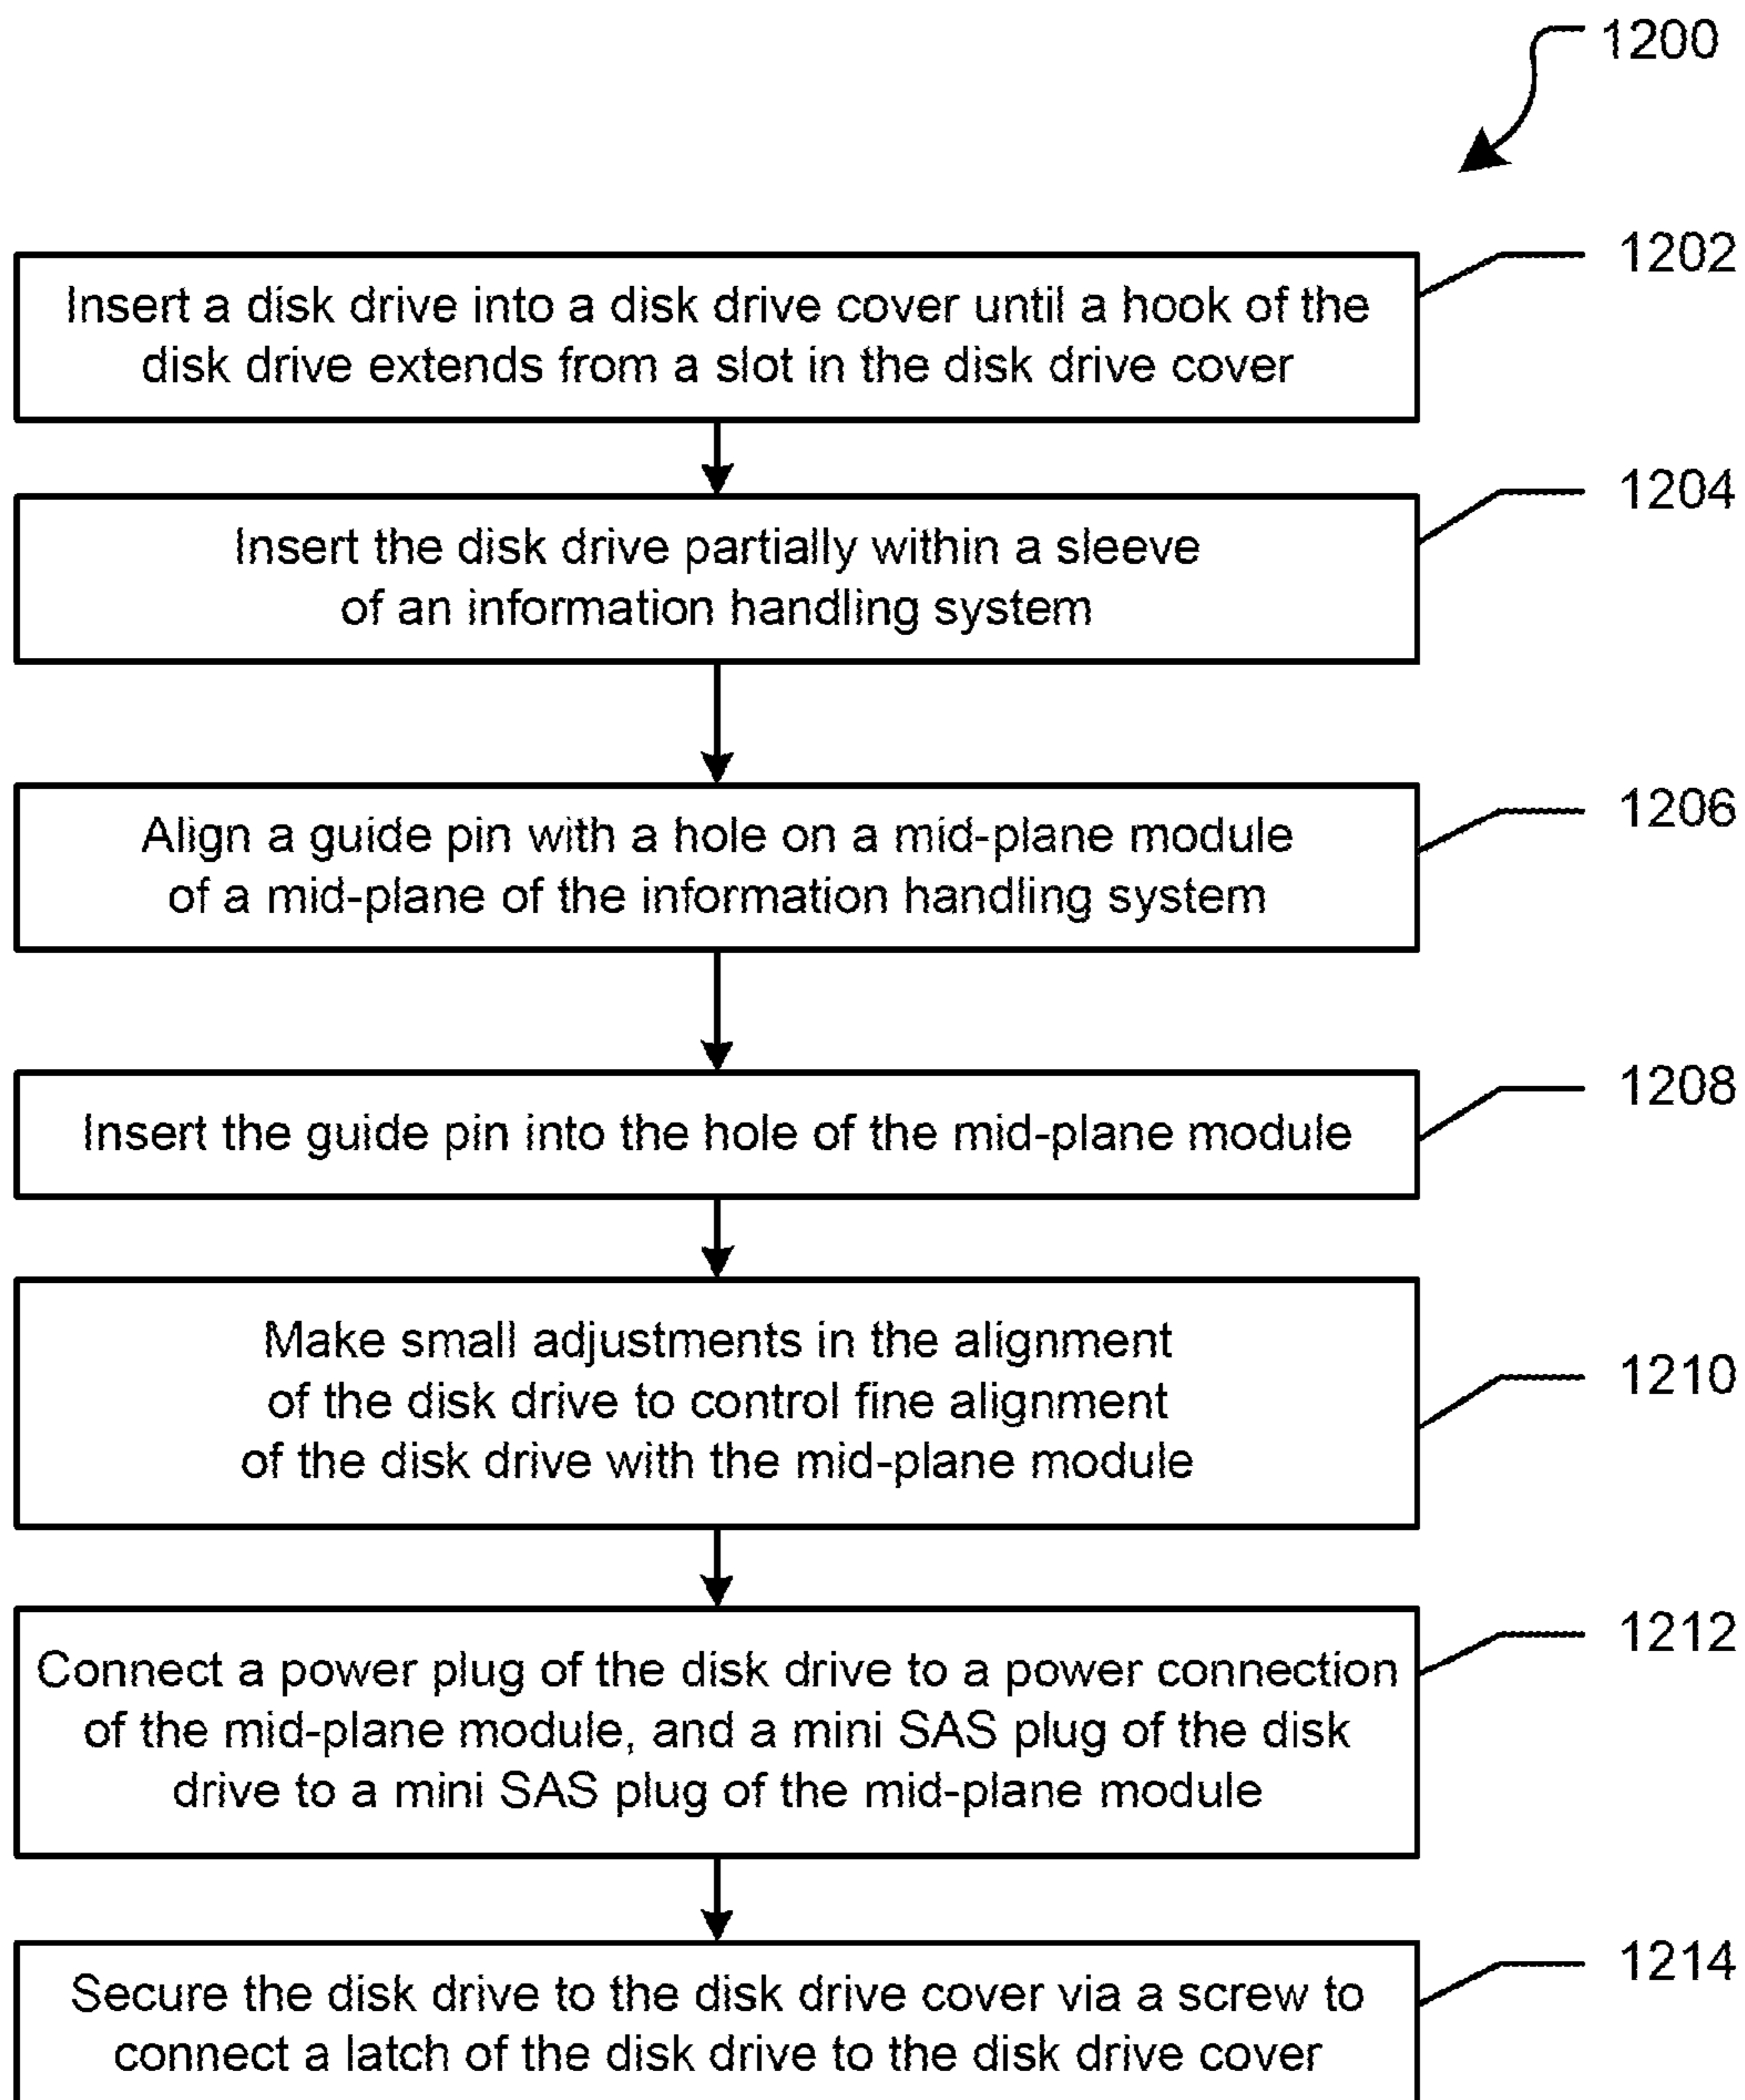 1200
1202
Insert a disk drive into a disk drive cover until a hook of the
disk drive extends from a slot in the disk drive cover
1204
Insert the disk drive partially within a sleeve
of an information handling system
1206
Align a guide pin with a hole on a mid-plane module
of a mid-plane of the information handling system
1208
Insert the guide pin into the hole of the mid-plane module
1210
Make small adjustments in the alignment
of the disk drive to control fine alignment
of the disk drive with the mid-plane module
1212
Connect a power plug of the disk drive to a power connection
of the mid-plane module, and a mini SAS plug of the disk
drive to a mini SAS plug of the mid-plane module
1214
Secure the disk drive to the disk drive cover via a screw to
connect a latch of the disk drive to the disk drive cover